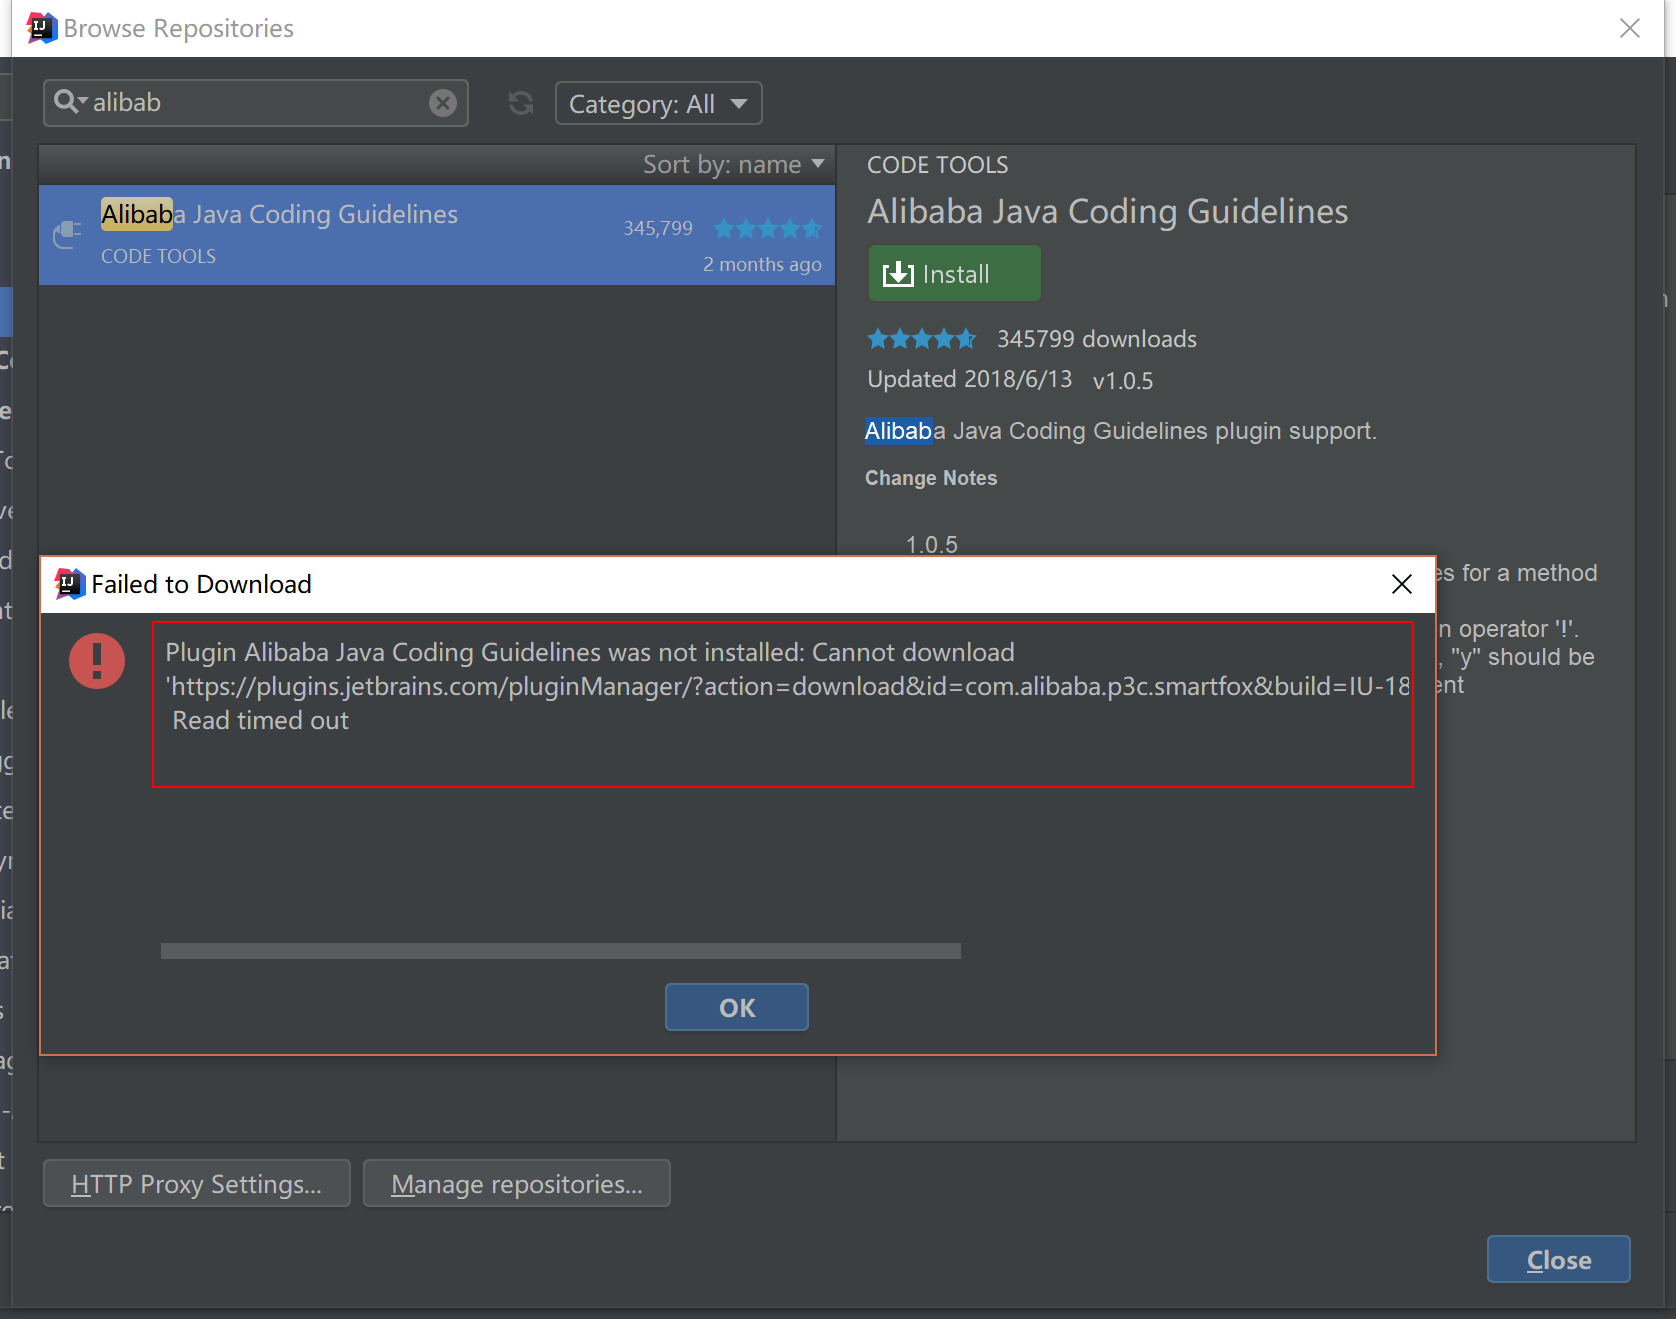 Browse Repositories
alibab
Category: All
Sort by: name
Alibaba Java Coding Guidelines
345,799
CODE TOOLS
2 months ago
CODE TOOLS
Alibaba Java Coding Guidelines
Install
345799 downloads
Updated 2018/6/13 v1.0.5
Alibaba Java Coding Guidelines plugin support.
Change Notes
1.0.5
for a method
operator '!'.
"y" should be
Failed to Download
Plugin Alibaba Java Coding Guidelines was not installed: Cannot download
'https://plugins.jetbrains.com/pluginManager/?action=download&id=com.alibaba.p3c.smartfox&build=IU-18
Read timed out
OK
HTTP Proxy Settings...
Manage repositories...
Close